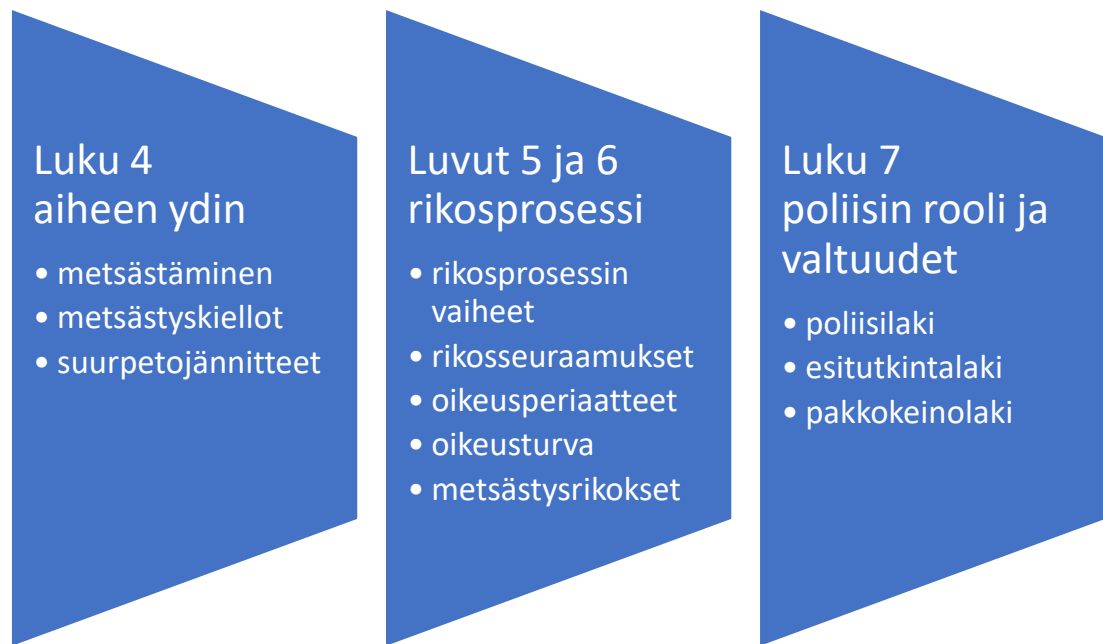 Luku 4
aiheen ydin
• metsästäminen
• metsästyskiellot
• suurpetojännitteet
Luvut 5 ja 6
rikosprosessi
• rikosprosessin
vaiheet
• rikosseuraamukset
• oikeusperiaatteet
• oikeusturva
• metsästysrikokset
Luku 7
poliisin rooli ja
valtuudet
• poliisilaki
• esitutkintalaki
• pakkokeinolaki